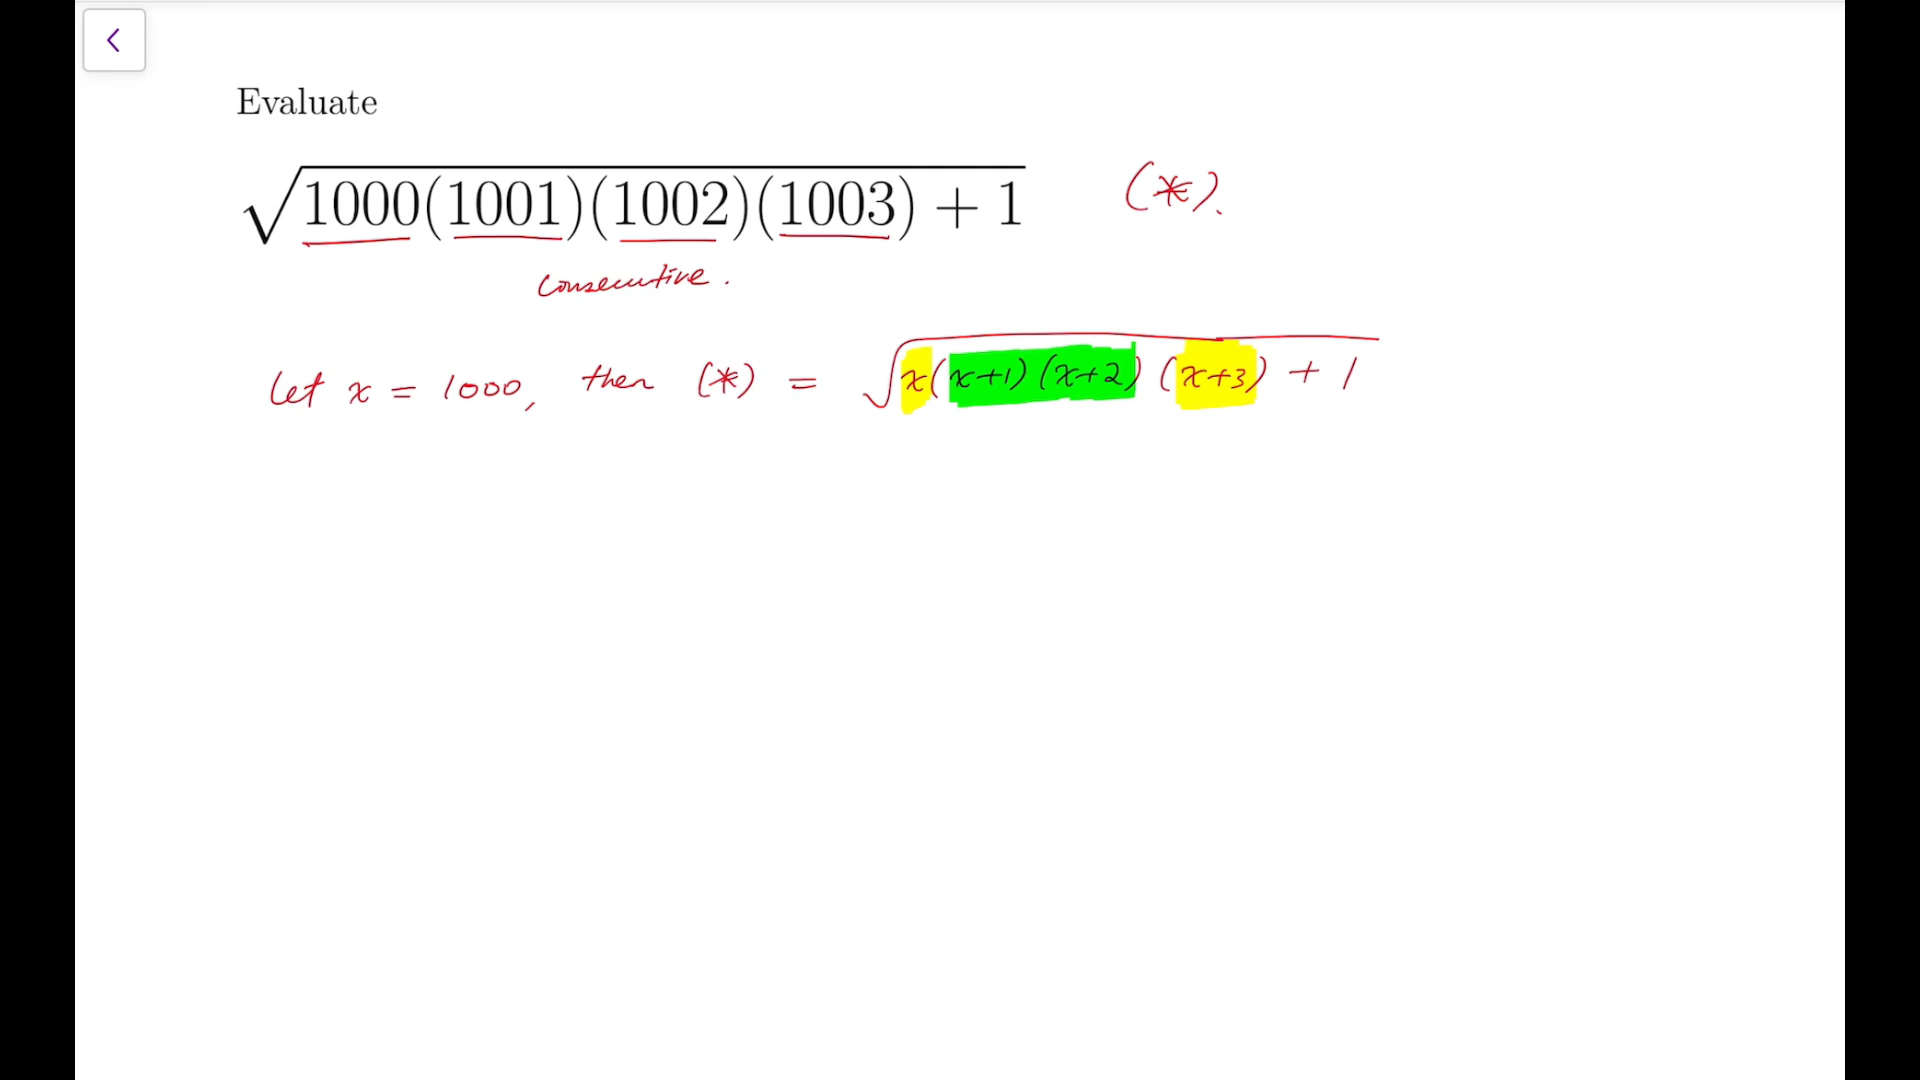 Evaluate
√1000(1001)(1002)(1003) + 1 (*).
Consecutive.
Let x = 1000, then (*) = √x(x+1)(x+2)(x+3) + 1